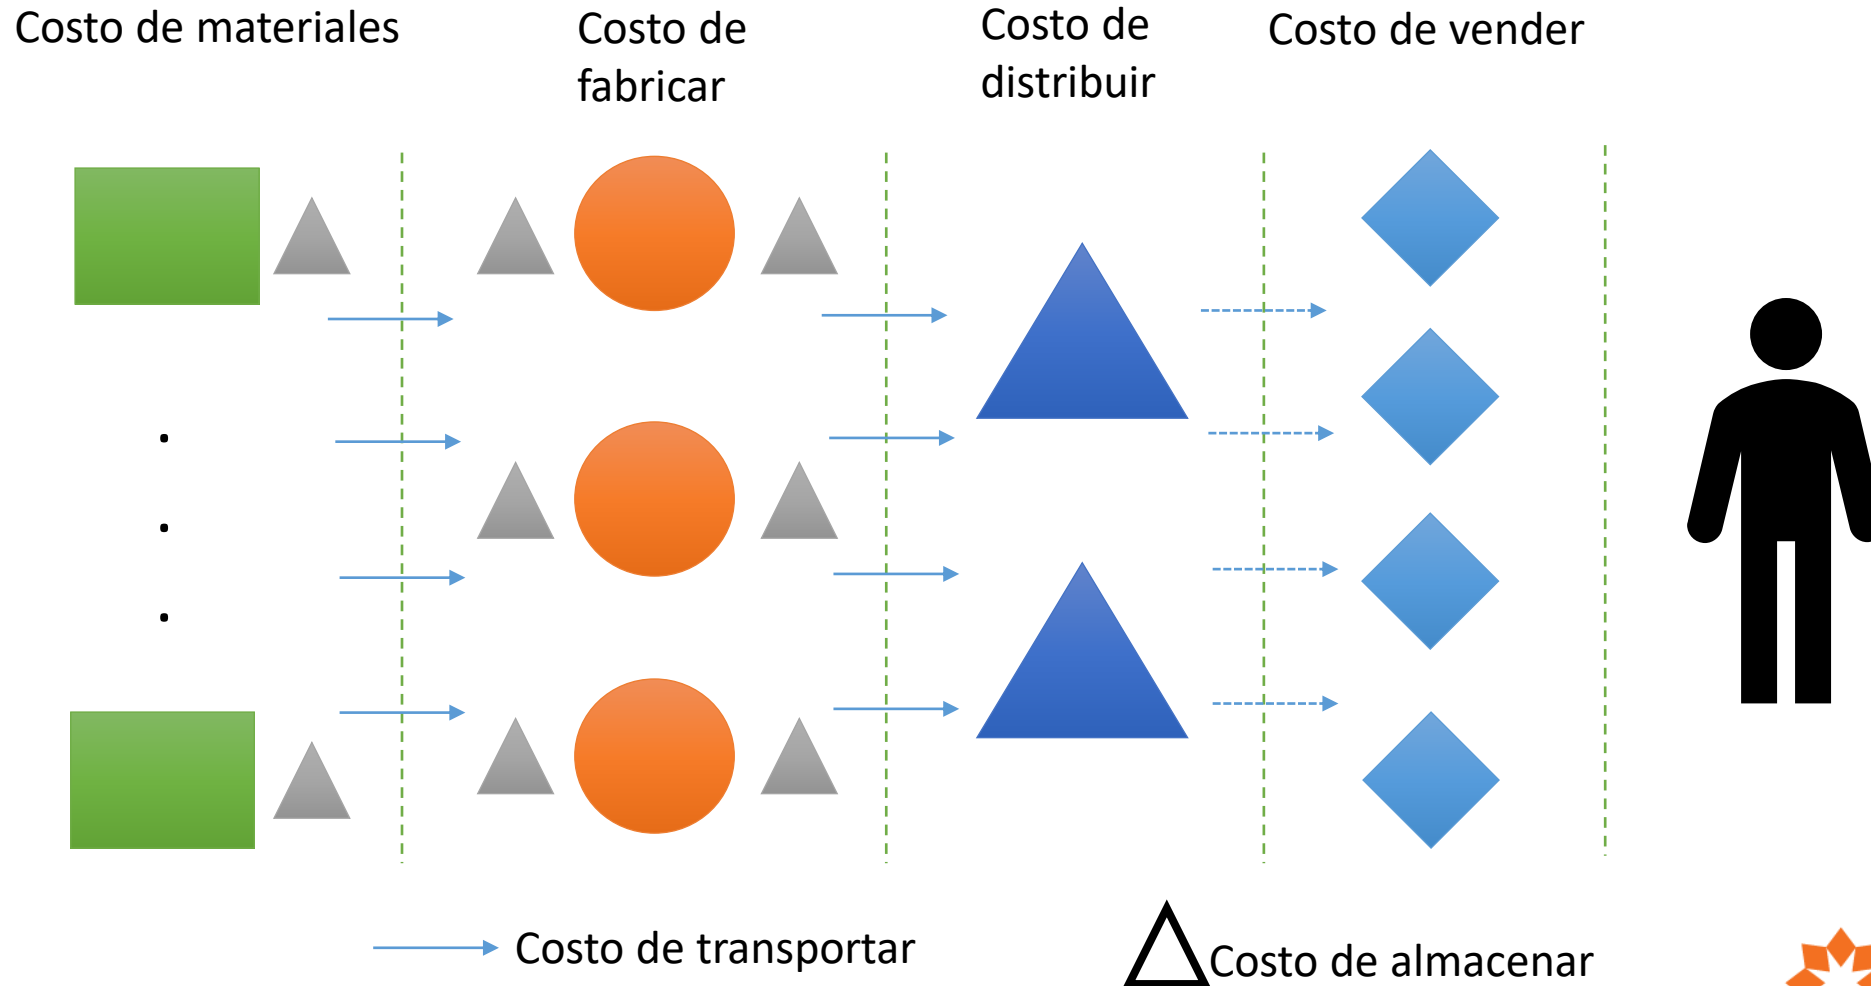 Costo de materiales
Costo de
fabricar
Costo de
distribuir
Costo de vender
.
.
.
Costo de transportar
Costo de almacenar